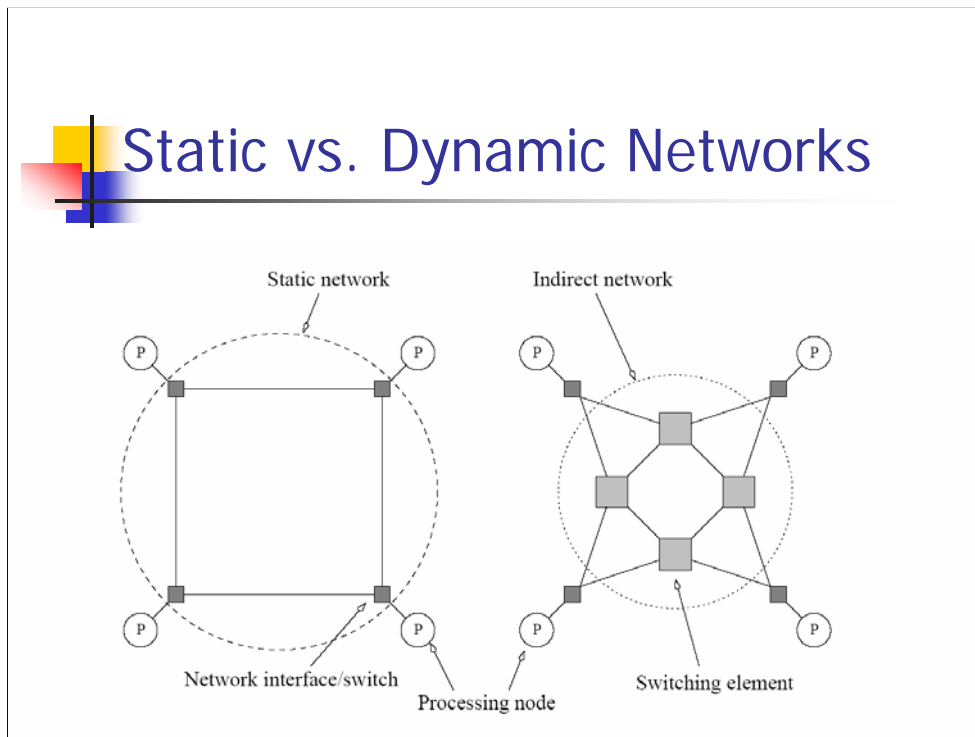 Static vs. Dynamic Networks
Static network
Indirect network
P
P
P
P
P
P
P
P
Network interface/switch
Processing node
Switching element